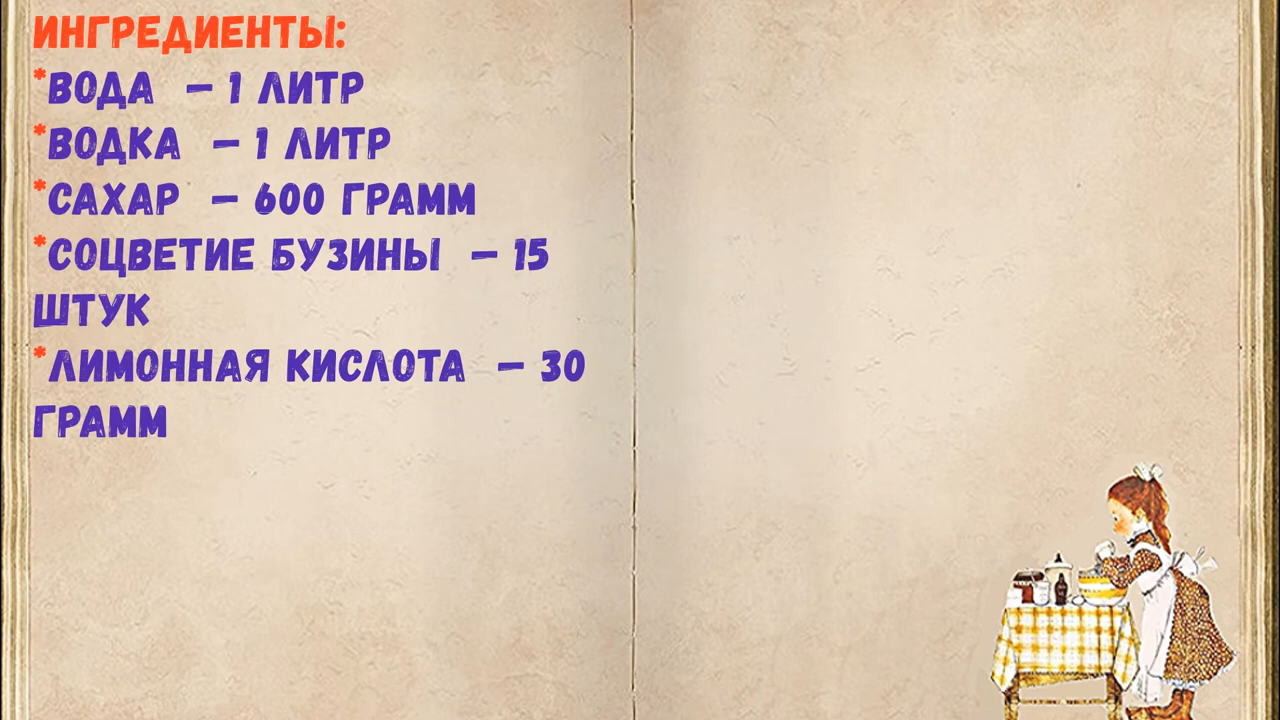 ИНГРЕДИЕНТЫ:
*ВОДА – 1 ЛИТР
*ВОДКА – 1 ЛИТР
*САХАР – 600 ГРАММ
*СОЦВЕТИЕ БУЗИНЫ – 15
ШТУК
*ЛИМОННАЯ КИСЛОТА – 30
ГРАММ